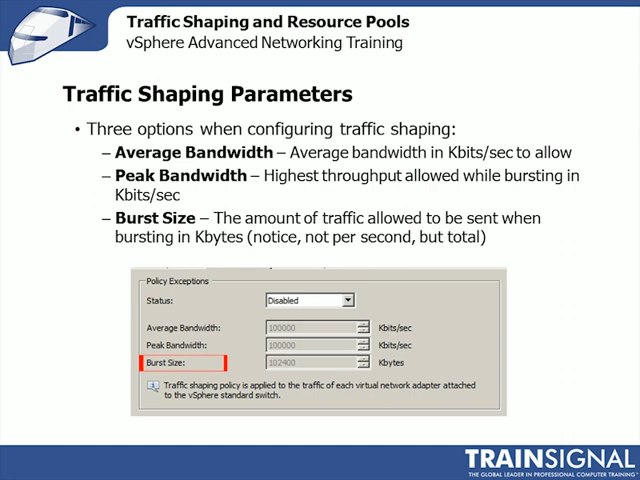 Traffic Shaping and Resource Pools
vSphere Advanced Networking Training
Traffic Shaping Parameters
• Three options when configuring traffic shaping:
– Average Bandwidth – Average bandwidth in Kbits/sec to allow
– Peak Bandwidth – Highest throughput allowed while bursting in
Kbits/sec
– Burst Size – The amount of traffic allowed to be sent when
bursting in Kbytes (notice, not per second, but total)
Policy Exceptions
Status: Disabled
Average Bandwidth: 100000 Kbits/sec
Peak Bandwidth: 100000 Kbits/sec
Burst Size: 102400 Kbytes
Traffic shaping policy is applied to the traffic of each virtual network adapter attached
to the vSphere standard switch.
TRAINSIGNAL
THE GLOBAL LEADER IN PROFESSIONAL COMPUTER TRAINING